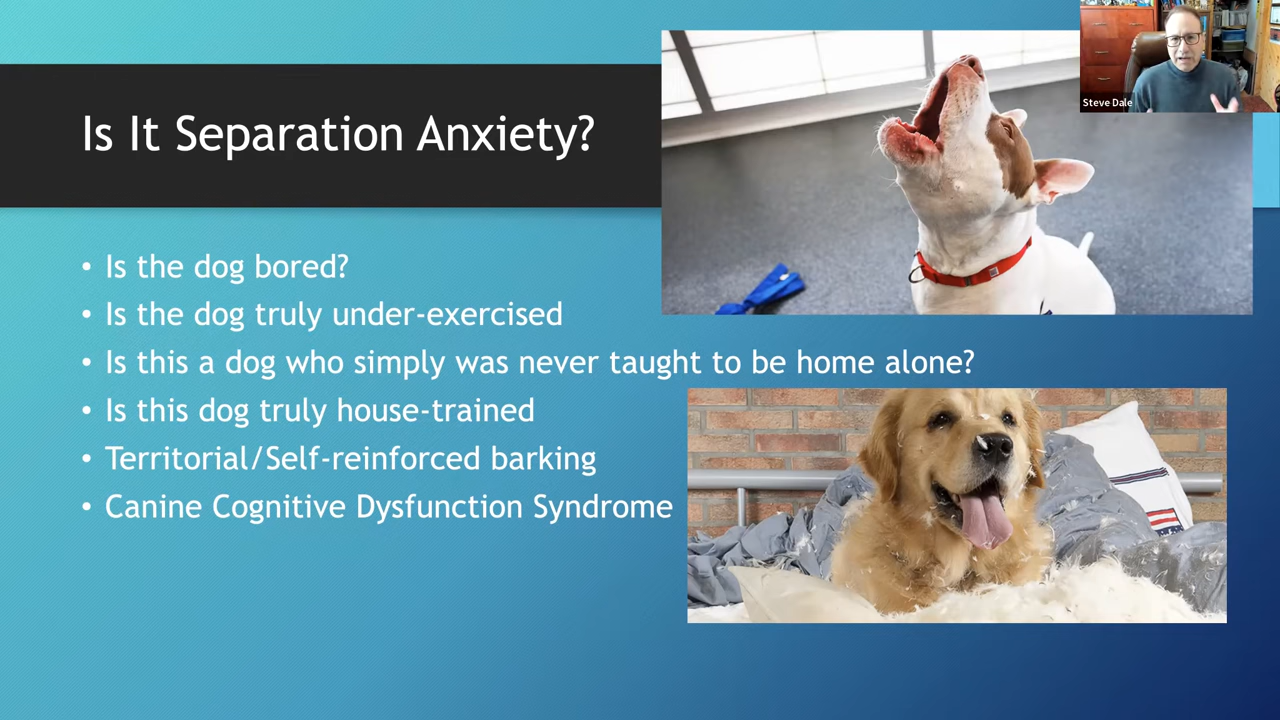 Steve Dale
Is It Separation Anxiety?
• Is the dog bored?
• Is the dog truly under-exercised
• Is this a dog who simply was never taught to be home alone?
• Is this dog truly house-trained
• Territorial/Self-reinforced barking
• Canine Cognitive Dysfunction Syndrome